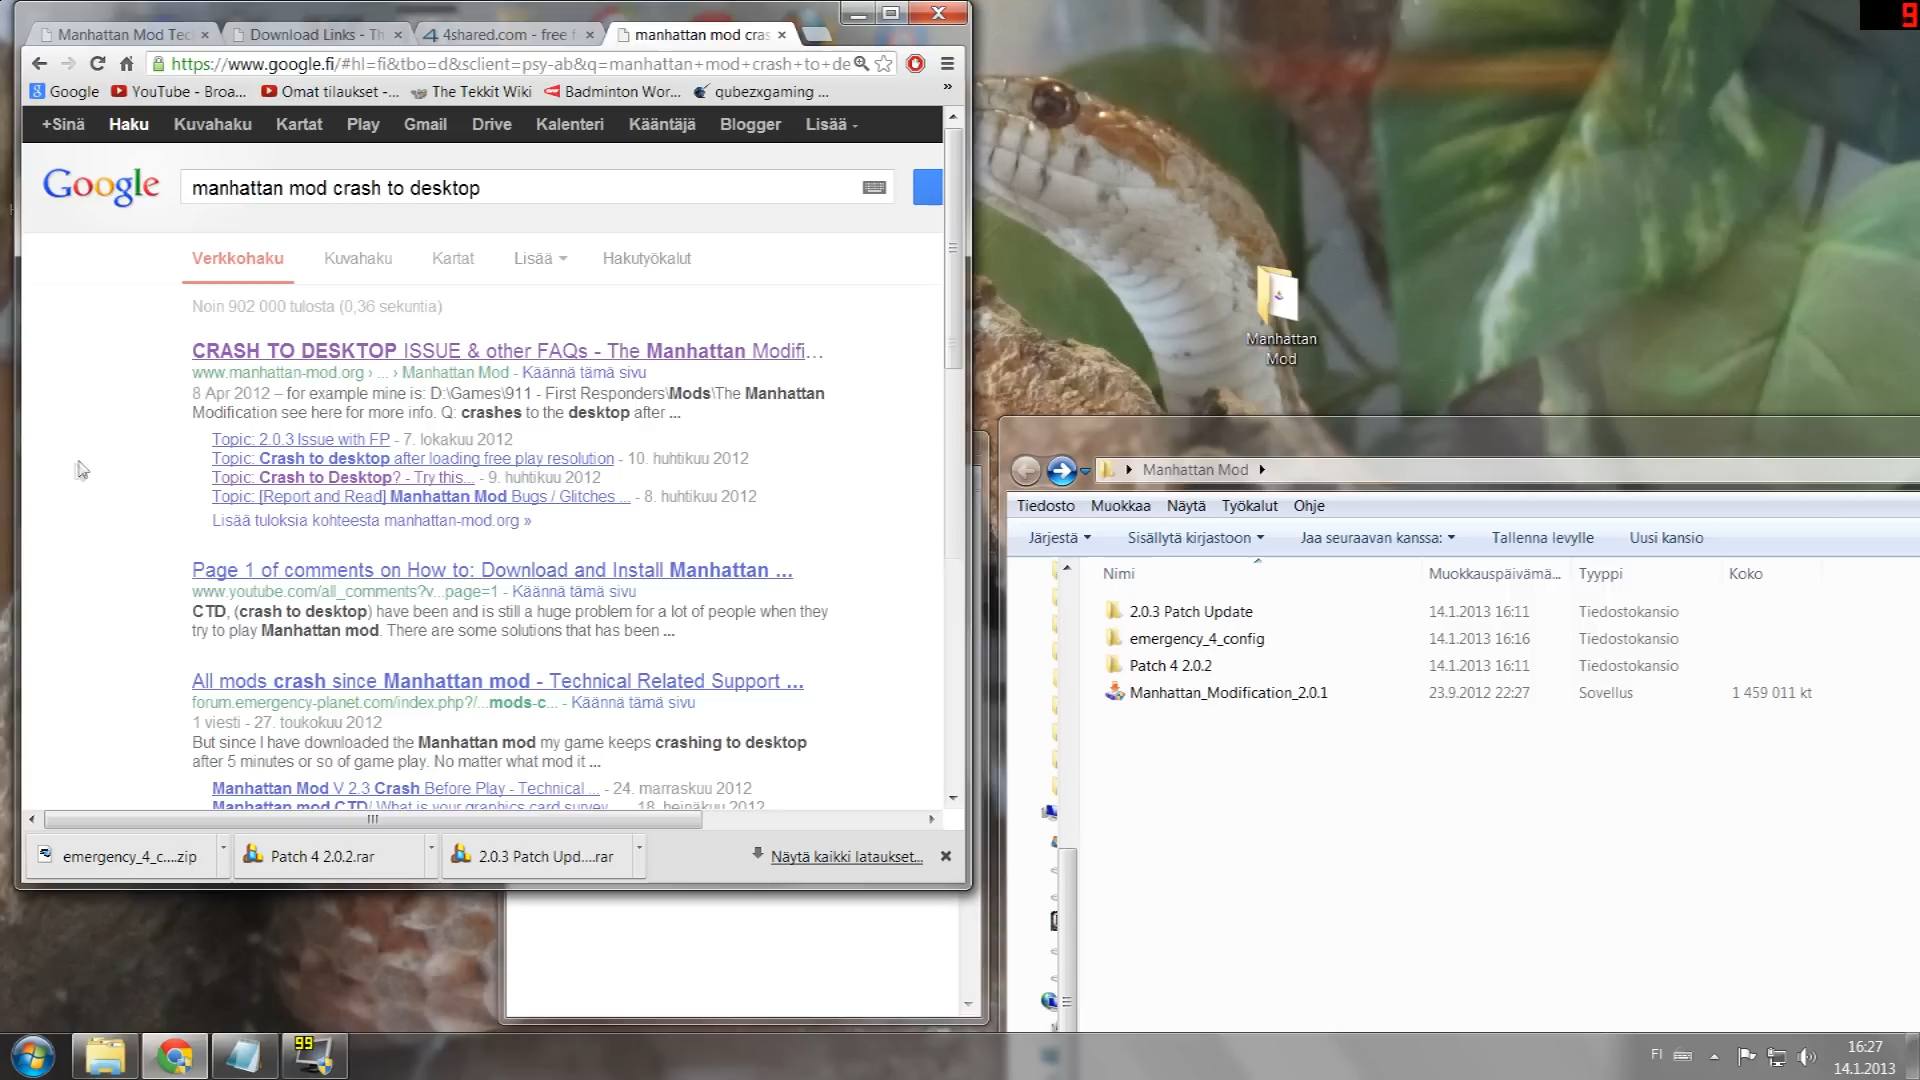 9
Manhattan Mod Tec
Download Links - Th
4shared.com - free f
manhattan mod cras
https://www.google.fi/#hl=fi&tbo=d&sclient=psy-ab&q=manhattan+mod+crash+to+de
Google
YouTube - Broa...
Omat tilaukset -...
The Tekkit Wiki
Badminton Wor...
qubezxgaming ...
»
+Sinä Haku Kuvahaku Kartat Play Gmail Drive Kalenteri Kääntäjä Blogger Lisää
Google
manhattan mod crash to desktop
Verkkohaku Kuvahaku Kartat Lisää Hakutyökalut
Noin 902 000 tulosta (0,36 sekuntia)
CRASH TO DESKTOP ISSUE & other FAQs - The Manhattan Modifi...
www.manhattan-mod.org › ... › Manhattan Mod - Käännä tämä sivu
8 Apr 2012 – for example mine is: D:\Games\911 - First Responders\Mods\The Manhattan
Modification see here for more info. Q: crashes to the desktop after ...
Topic: 2.0.3 Issue with FP - 7. lokakuu 2012
Topic: Crash to desktop after loading free play resolution - 10. huhtikuu 2012
Topic: Crash to Desktop? - Try this... - 9. huhtikuu 2012
Topic: [Report and Read] Manhattan Mod Bugs / Glitches ... - 8. huhtikuu 2012
Lisää tuloksia kohteesta manhattan-mod.org »
Page 1 of comments on How to: Download and Install Manhattan ...
www.youtube.com/all_comments?v...page=1 - Käännä tämä sivu
CTD, (crash to desktop) have been and is still a huge problem for a lot of people when they
try to play Manhattan mod. There are some solutions that has been ...
All mods crash since Manhattan mod - Technical Related Support ...
forum.emergency-planet.com/index.php?/...mods-c... - Käännä tämä sivu
1 viesti - 27. toukokuu 2012
But since I have downloaded the Manhattan mod my game keeps crashing to desktop
after 5 minutes or so of game play. No matter what mod it ...
Manhattan Mod V 2.3 Crash Before Play - Technical ... - 24. marraskuu 2012
Manhattan mod CTD/ What is your graphics card survey ... - 18. heinäkuu 2012
emergency_4_c....zip
Patch 4 2.0.2.rar
2.0.3 Patch Upd....rar
Näytä kaikki lataukset...
Manhattan
Mod
Manhattan Mod
Tiedosto Muokkaa Näytä Työkalut Ohje
Järjestä Sisällytä kirjastoon Jaa seuraavan kanssa: Tallenna levylle Uusi kansio
Nimi Muokkauspäivämä... Tyyppi Koko
2.0.3 Patch Update 14.1.2013 16:11 Tiedostokansio
emergency_4_config 14.1.2013 16:16 Tiedostokansio
Patch 4 2.0.2 14.1.2013 16:11 Tiedostokansio
Manhattan_Modification_2.0.1 23.9.2012 22:27 Sovellus 1 459 011 kt
99
FI
16:27
14.1.2013